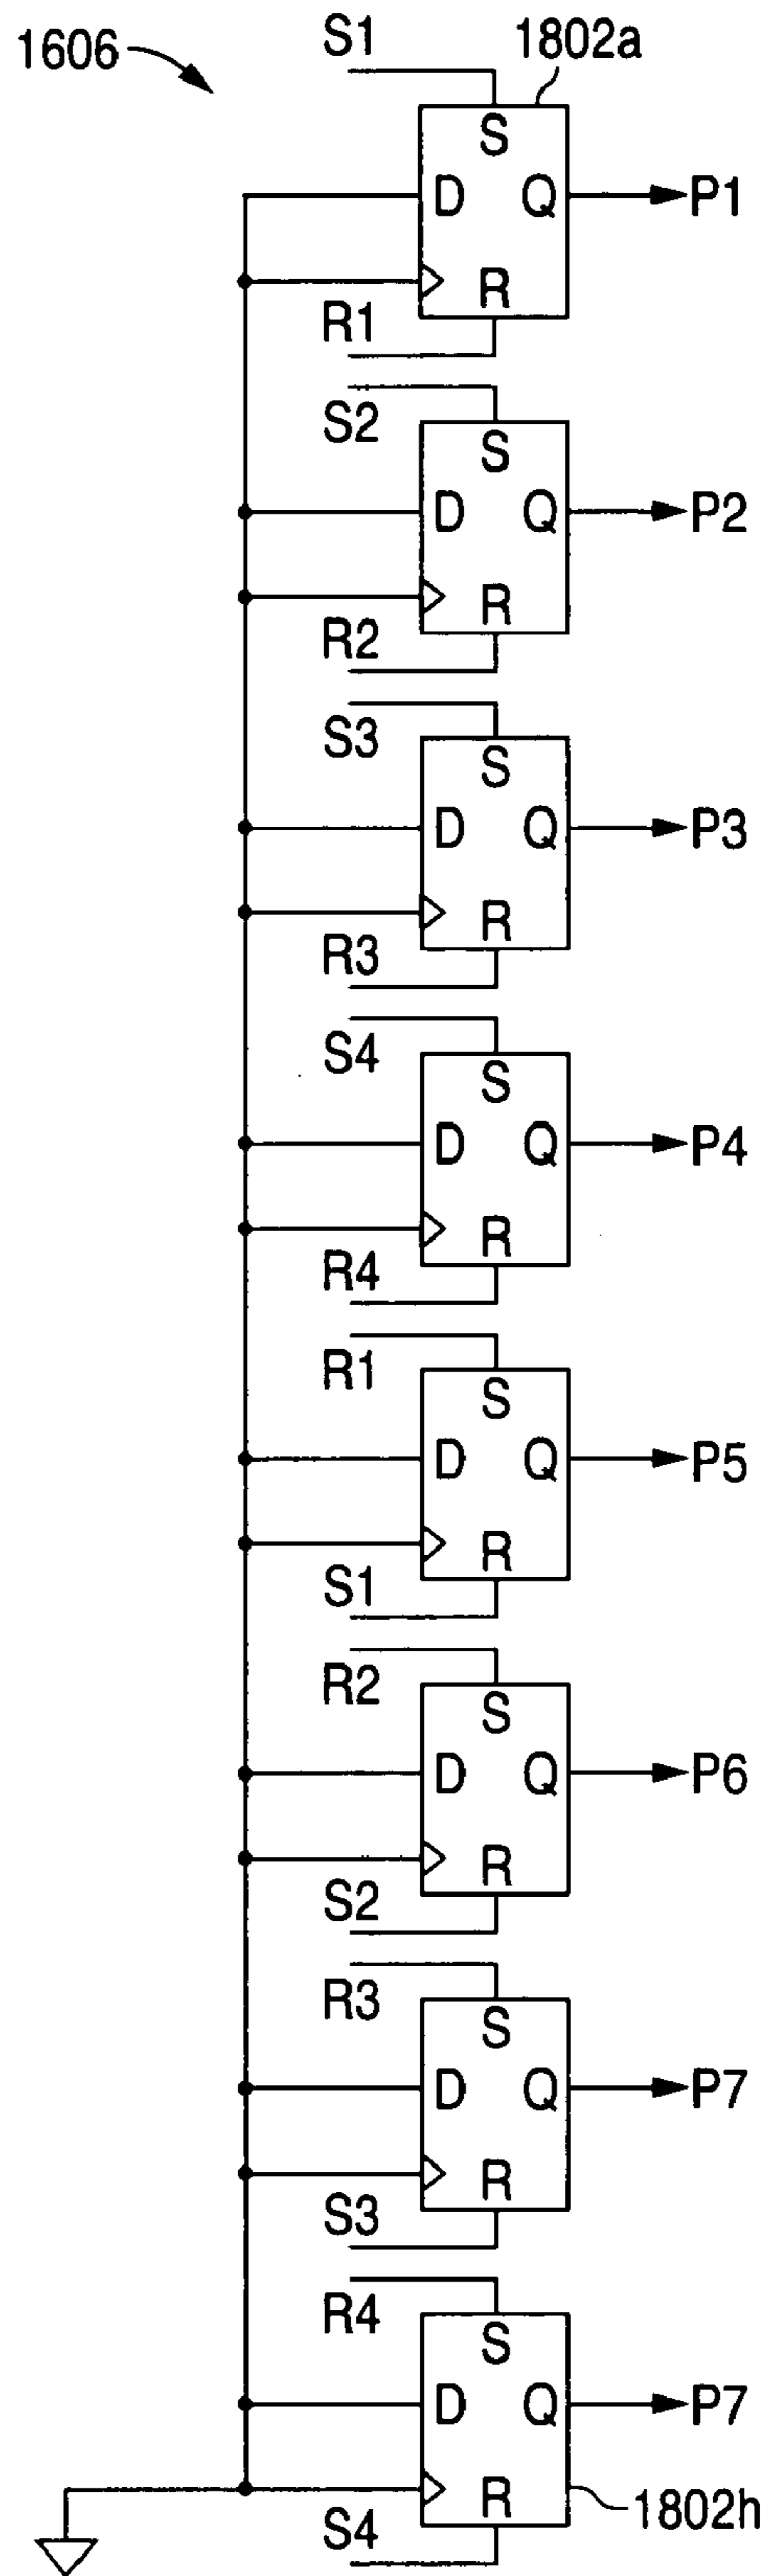 1606
S1
1802a
S
D Q
P1
R
R1
S2
S
D Q
P2
R
R2
S3
S
D Q
P3
R
R3
S4
S
D Q
P4
R
R4
R1
S
D Q
P5
R
S1
R2
S
D Q
P6
R
S2
R3
S
D Q
P7
R
S3
R4
S
D Q
P7
R
1802h
S4